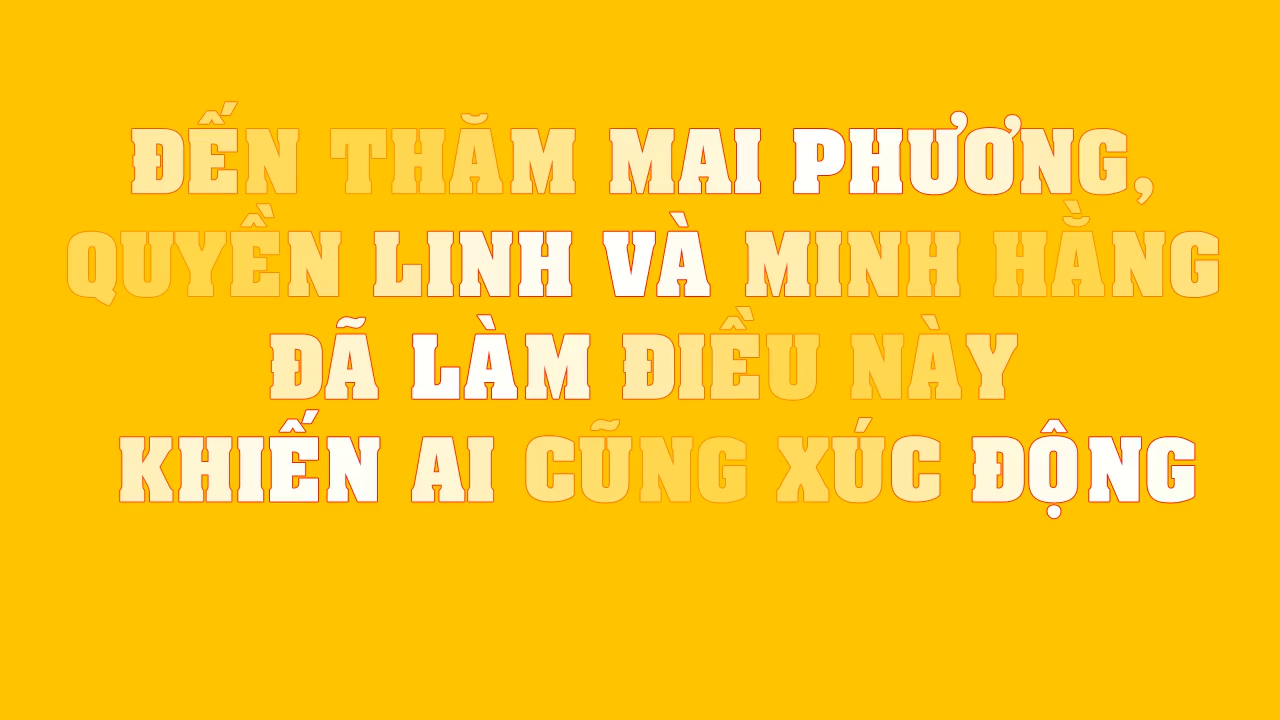 ĐẾN THĂM MAI PHƯƠNG,
QUYỀN LINH VÀ MINH HẰNG
ĐÃ LÀM ĐIỀU NÀY
KHIẾN AI CŨNG XÚC ĐỘNG